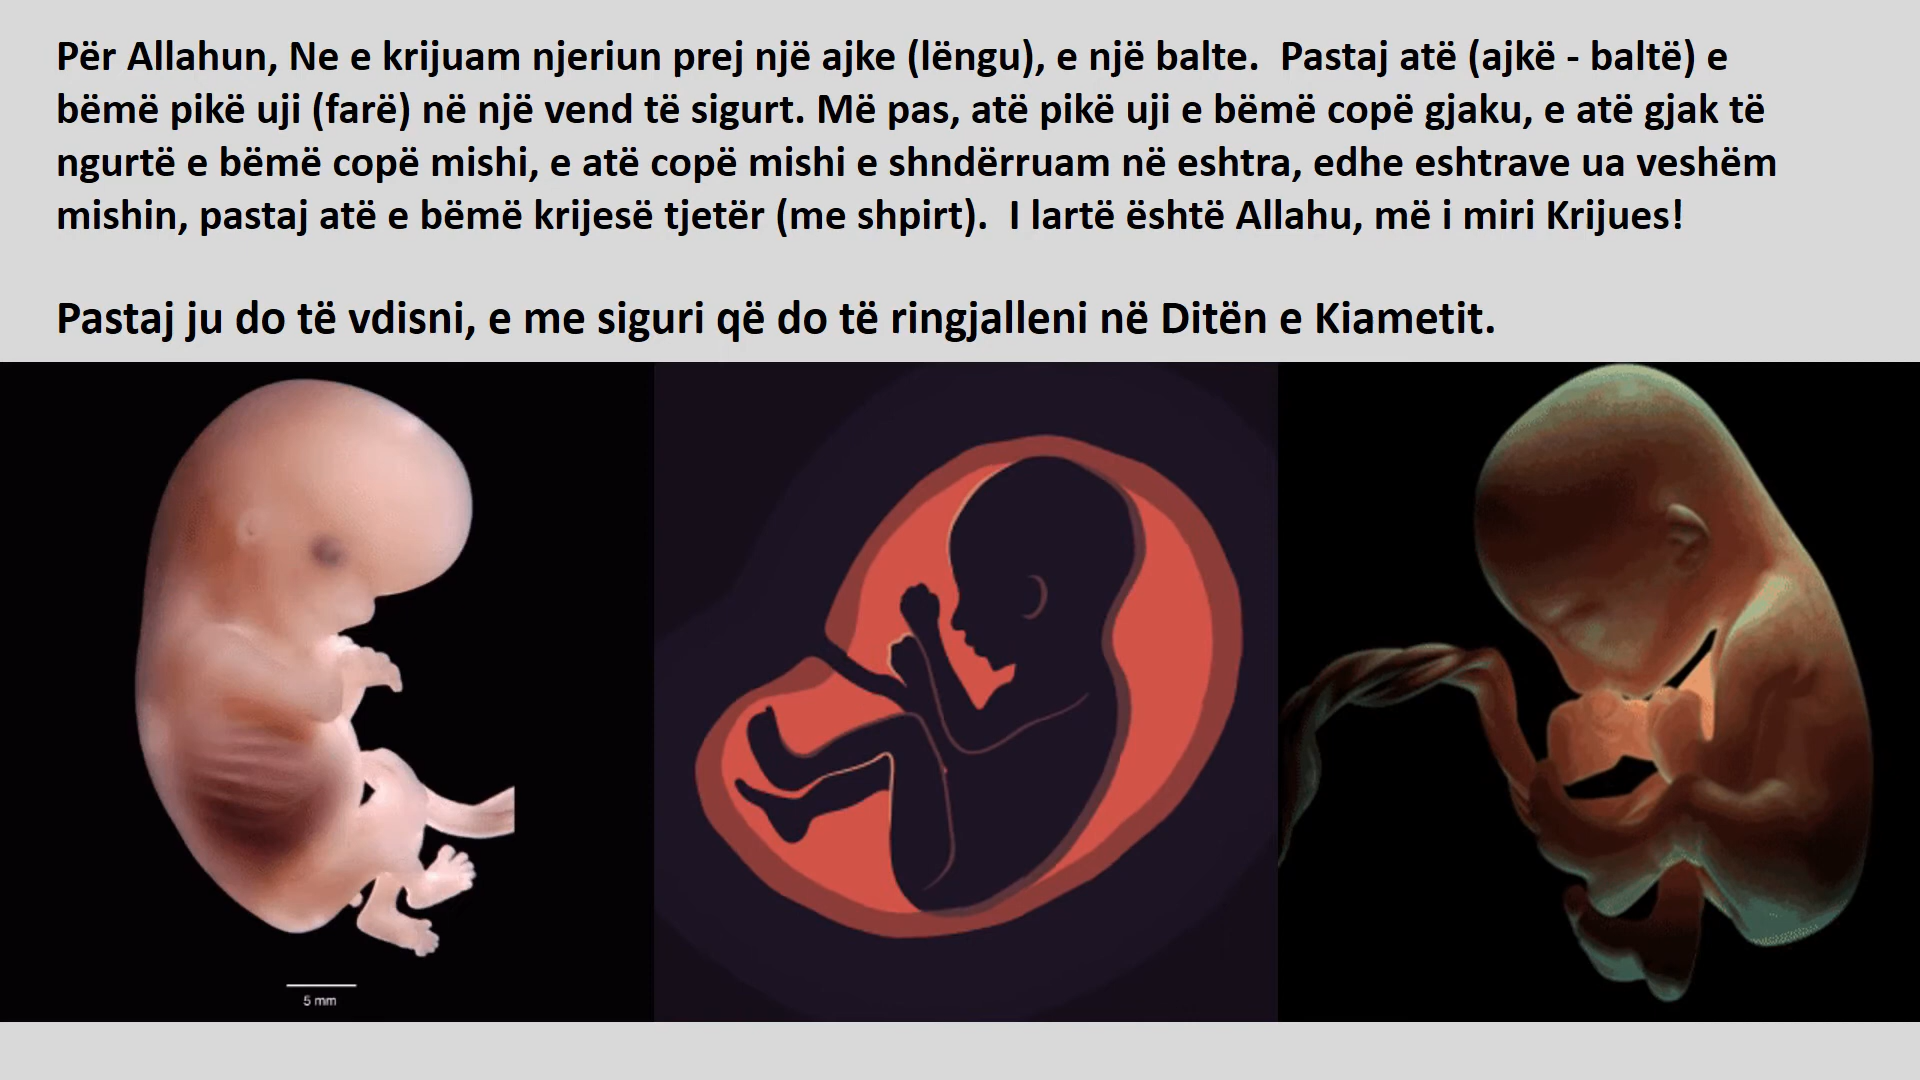 Për Allahun, Ne e krijuam njeriun prej një ajke (lëngu), e një balte.  Pastaj atë (ajkë - baltë) e
bëmë pikë uji (farë) në një vend të sigurt. Më pas, atë pikë uji e bëmë copë gjaku, e atë gjak të
ngurtë e bëmë copë mishi, e atë copë mishi e shndërruam në eshtra, edhe eshtrave ua veshëm
mishin, pastaj atë e bëmë krijesë tjetër (me shpirt).  I lartë është Allahu, më i miri Krijues!
Pastaj ju do të vdisni, e me siguri që do të ringjalleni në Ditën e Kiametit.
5 mm